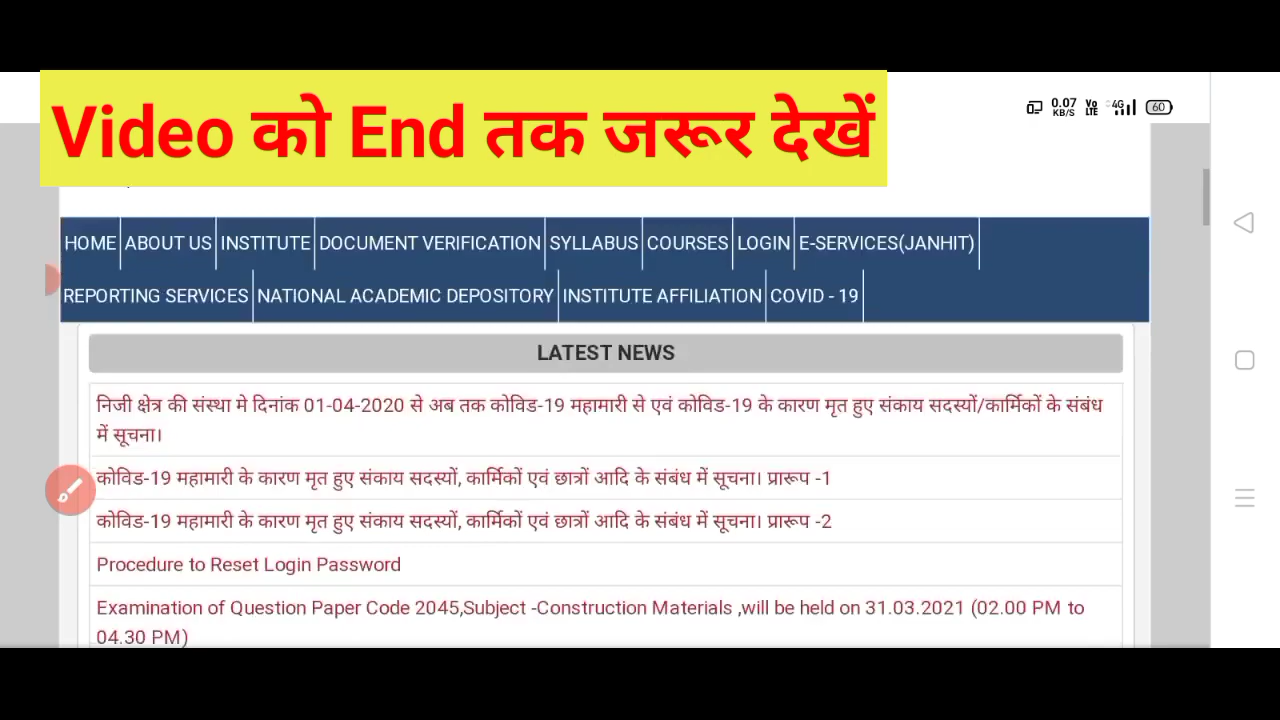 Video को End तक जरूर देखें
0.07 KB/S Vo LTE 4G 60
HOME ABOUT US INSTITUTE DOCUMENT VERIFICATION SYLLABUS COURSES LOGIN E-SERVICES(JANHIT)
REPORTING SERVICES NATIONAL ACADEMIC DEPOSITORY INSTITUTE AFFILIATION COVID - 19
LATEST NEWS
निजी क्षेत्र की संस्था मे दिनांक 01-04-2020 से अब तक कोविड-19 महामारी से एवं कोविड-19 के कारण मृत हुए संकाय सदस्यों/कार्मिकों के संबंध
में सूचना।
कोविड-19 महामारी के कारण मृत हुए संकाय सदस्यों, कार्मिकों एवं छात्रों आदि के संबंध में सूचना। प्रारूप -1
कोविड-19 महामारी के कारण मृत हुए संकाय सदस्यों, कार्मिकों एवं छात्रों आदि के संबंध में सूचना। प्रारूप -2
Procedure to Reset Login Password
Examination of Question Paper Code 2045,Subject -Construction Materials ,will be held on 31.03.2021 (02.00 PM to
04.30 PM)